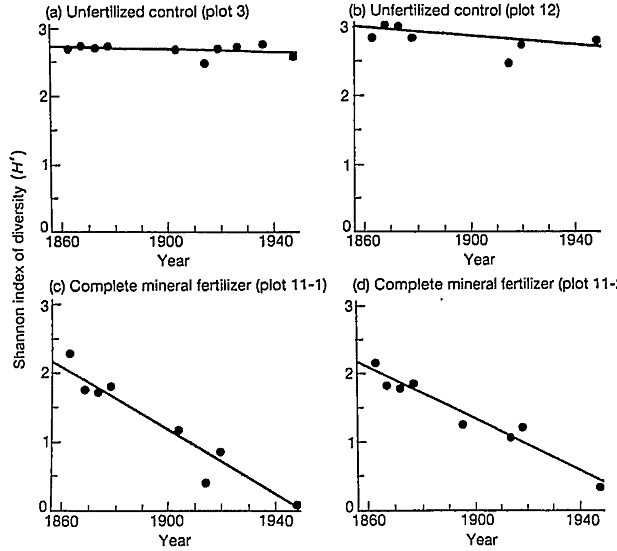 (a) Unfertilized control (plot 3)
3
2
1
0
1860 1900 1940
Year
(b) Unfertilized control (plot 12)
3
2
1
0
1860 1900 1940
Year
Shannon index of diversity (H')
(c) Complete mineral fertilizer (plot 11-1)
3
2
1
0
1860 1900 1940
Year
(d) Complete mineral fertilizer (plot 11-
3
2
1
0
1860 1900 1940
Year